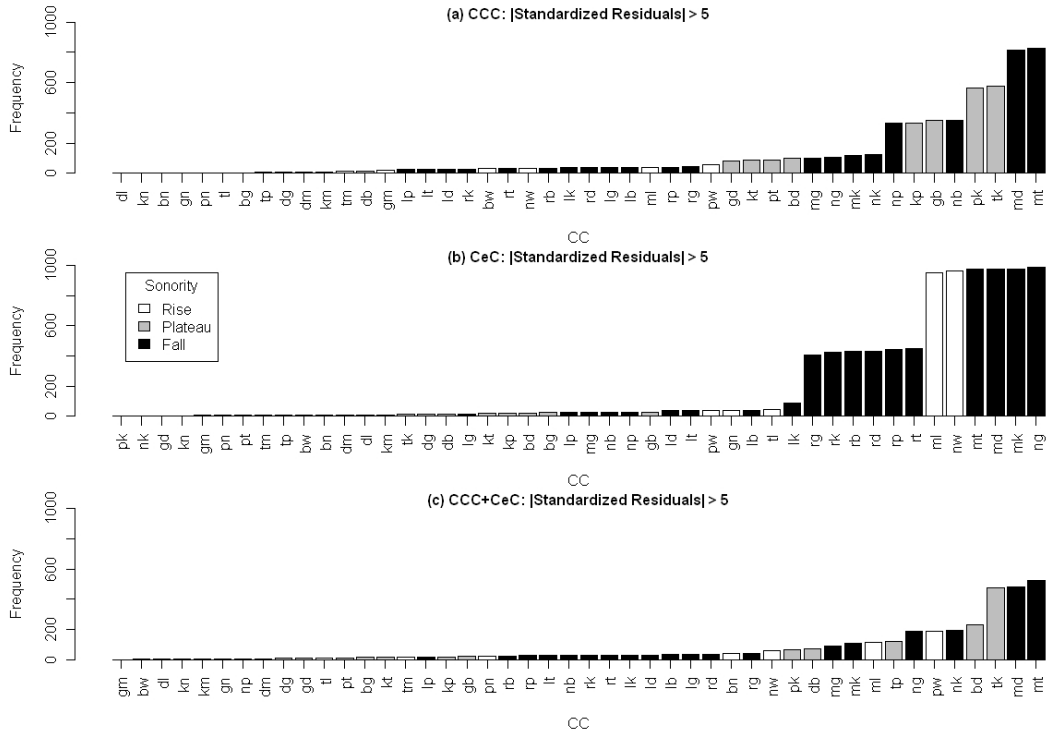 (a) CCC: |Standardized Residuals| > 5
Frequency
0 200 600 1000
dl kn bn gn pn tl bg tp dg dm km tm db gm lp lt ld rk bw rt nw rb lk rd lg lb ml rp rg pw gd kt pt bd mg ng mk nk np kp gb nb pk tk md mt
CC
(b) CeC: |Standardized Residuals| > 5
Frequency
0 200 600 1000
Sonority
Rise
Plateau
Fall
pk nk gd kn gm pn pt tm tp bw bn dm dl km tk dg db lg kt kp bd bg lp mg nb np gb ld lt pw gn lb tl lk rg rk rb rd rp rt ml nw mt md mk ng
CC
(c) CCC+CeC: |Standardized Residuals| > 5
Frequency
0 200 600 1000
gm bw dl kn km gn np dm dg gd tl pt bg kt tm lp kp gb pn rb rp lt nb rk rt lk ld lb lg rd bn rg nw pk db mg mk ml tp ng pw nk bd tk md mt
CC